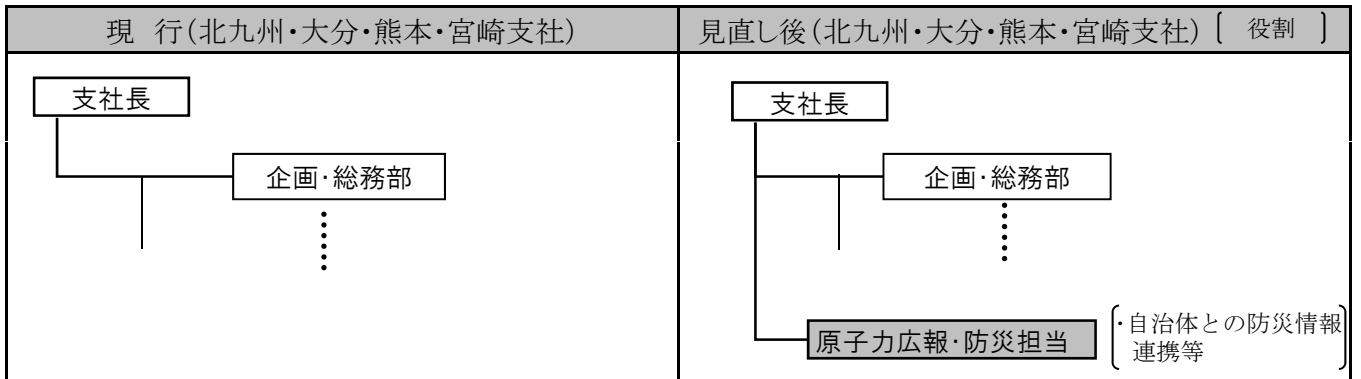 現　行(北九州・大分・熊本・宮崎支社)
見直し後(北九州・大分・熊本・宮崎支社)〔　役割　〕
支社長
企画・総務部
支社長
企画・総務部
原子力広報・防災担当
・自治体との防災情報
連携等